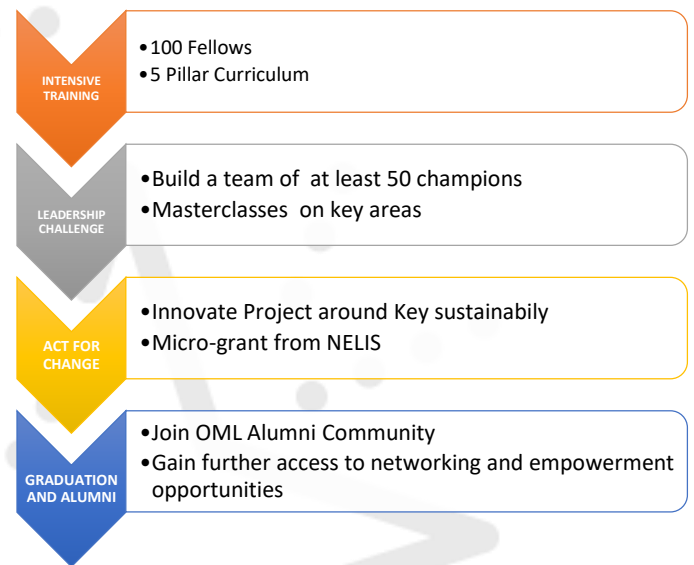 INTENSIVE
TRAINING
•100 Fellows
•5 Pillar Curriculum
LEADERSHIP
CHALLENGE
•Build a team of at least 50 champions
•Masterclasses on key areas
ACT FOR
CHANGE
•Innovate Project around Key sustainabily
•Micro-grant from NELIS
GRADUATION
AND ALUMNI
•Join OML Alumni Community
•Gain further access to networking and empowerment
opportunities